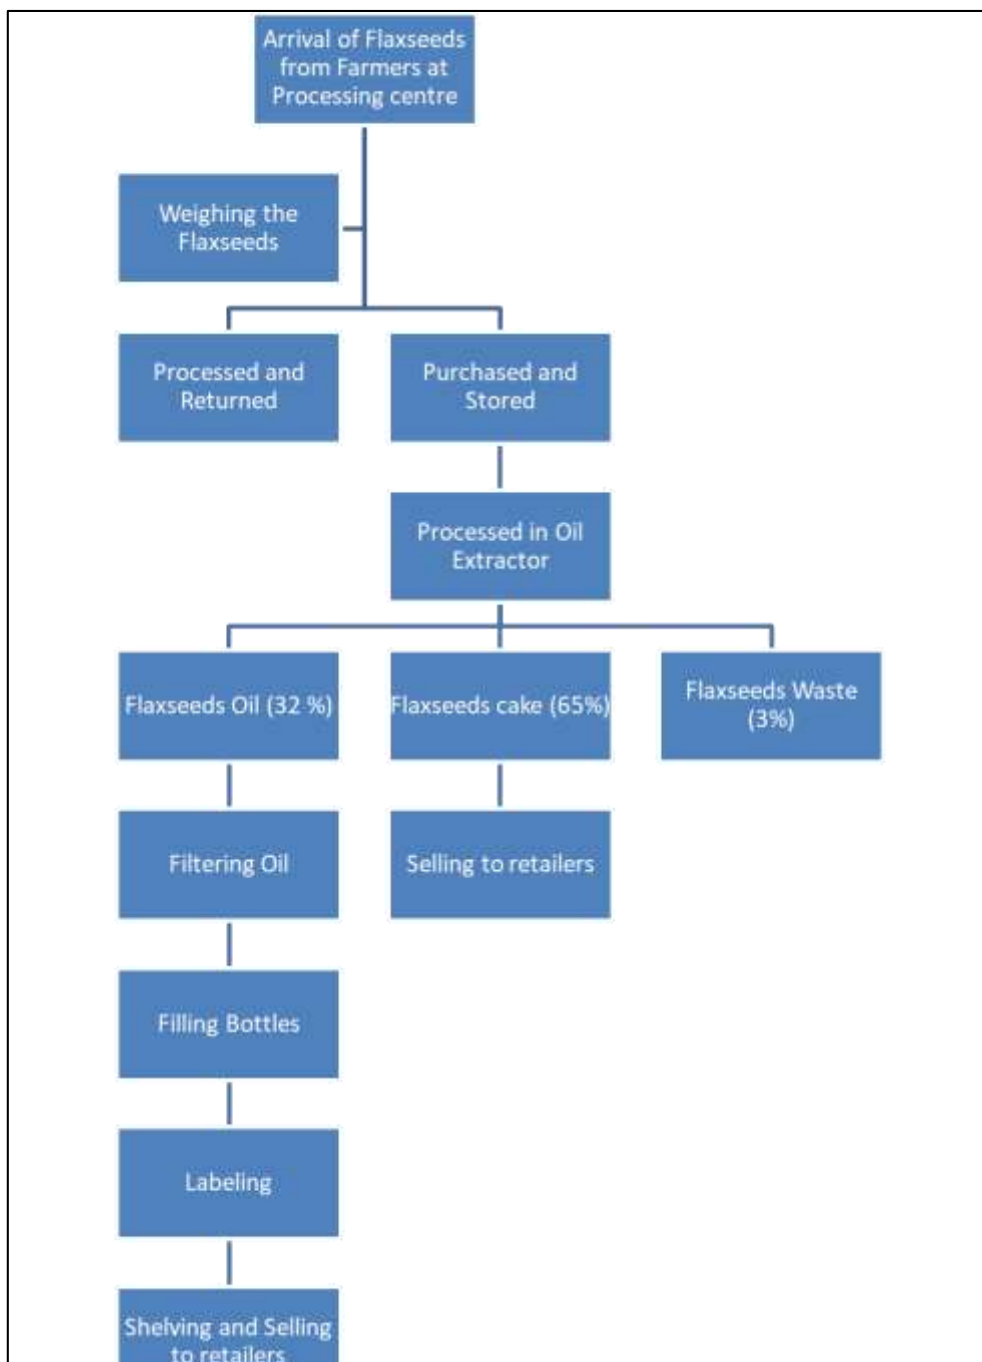 Arrival of Flaxseeds
from Farmers at
Processing centre
Weighing the
Flaxseeds
Processed and
Returned
Purchased and
Stored
Processed in Oil
Extractor
Flaxseeds Oil (32 %)
Flaxseeds cake (65%)
Flaxseeds Waste
(3%)
Filtering Oil
Selling to retailers
Filling Bottles
Labeling
Shelving and Selling
to retailers